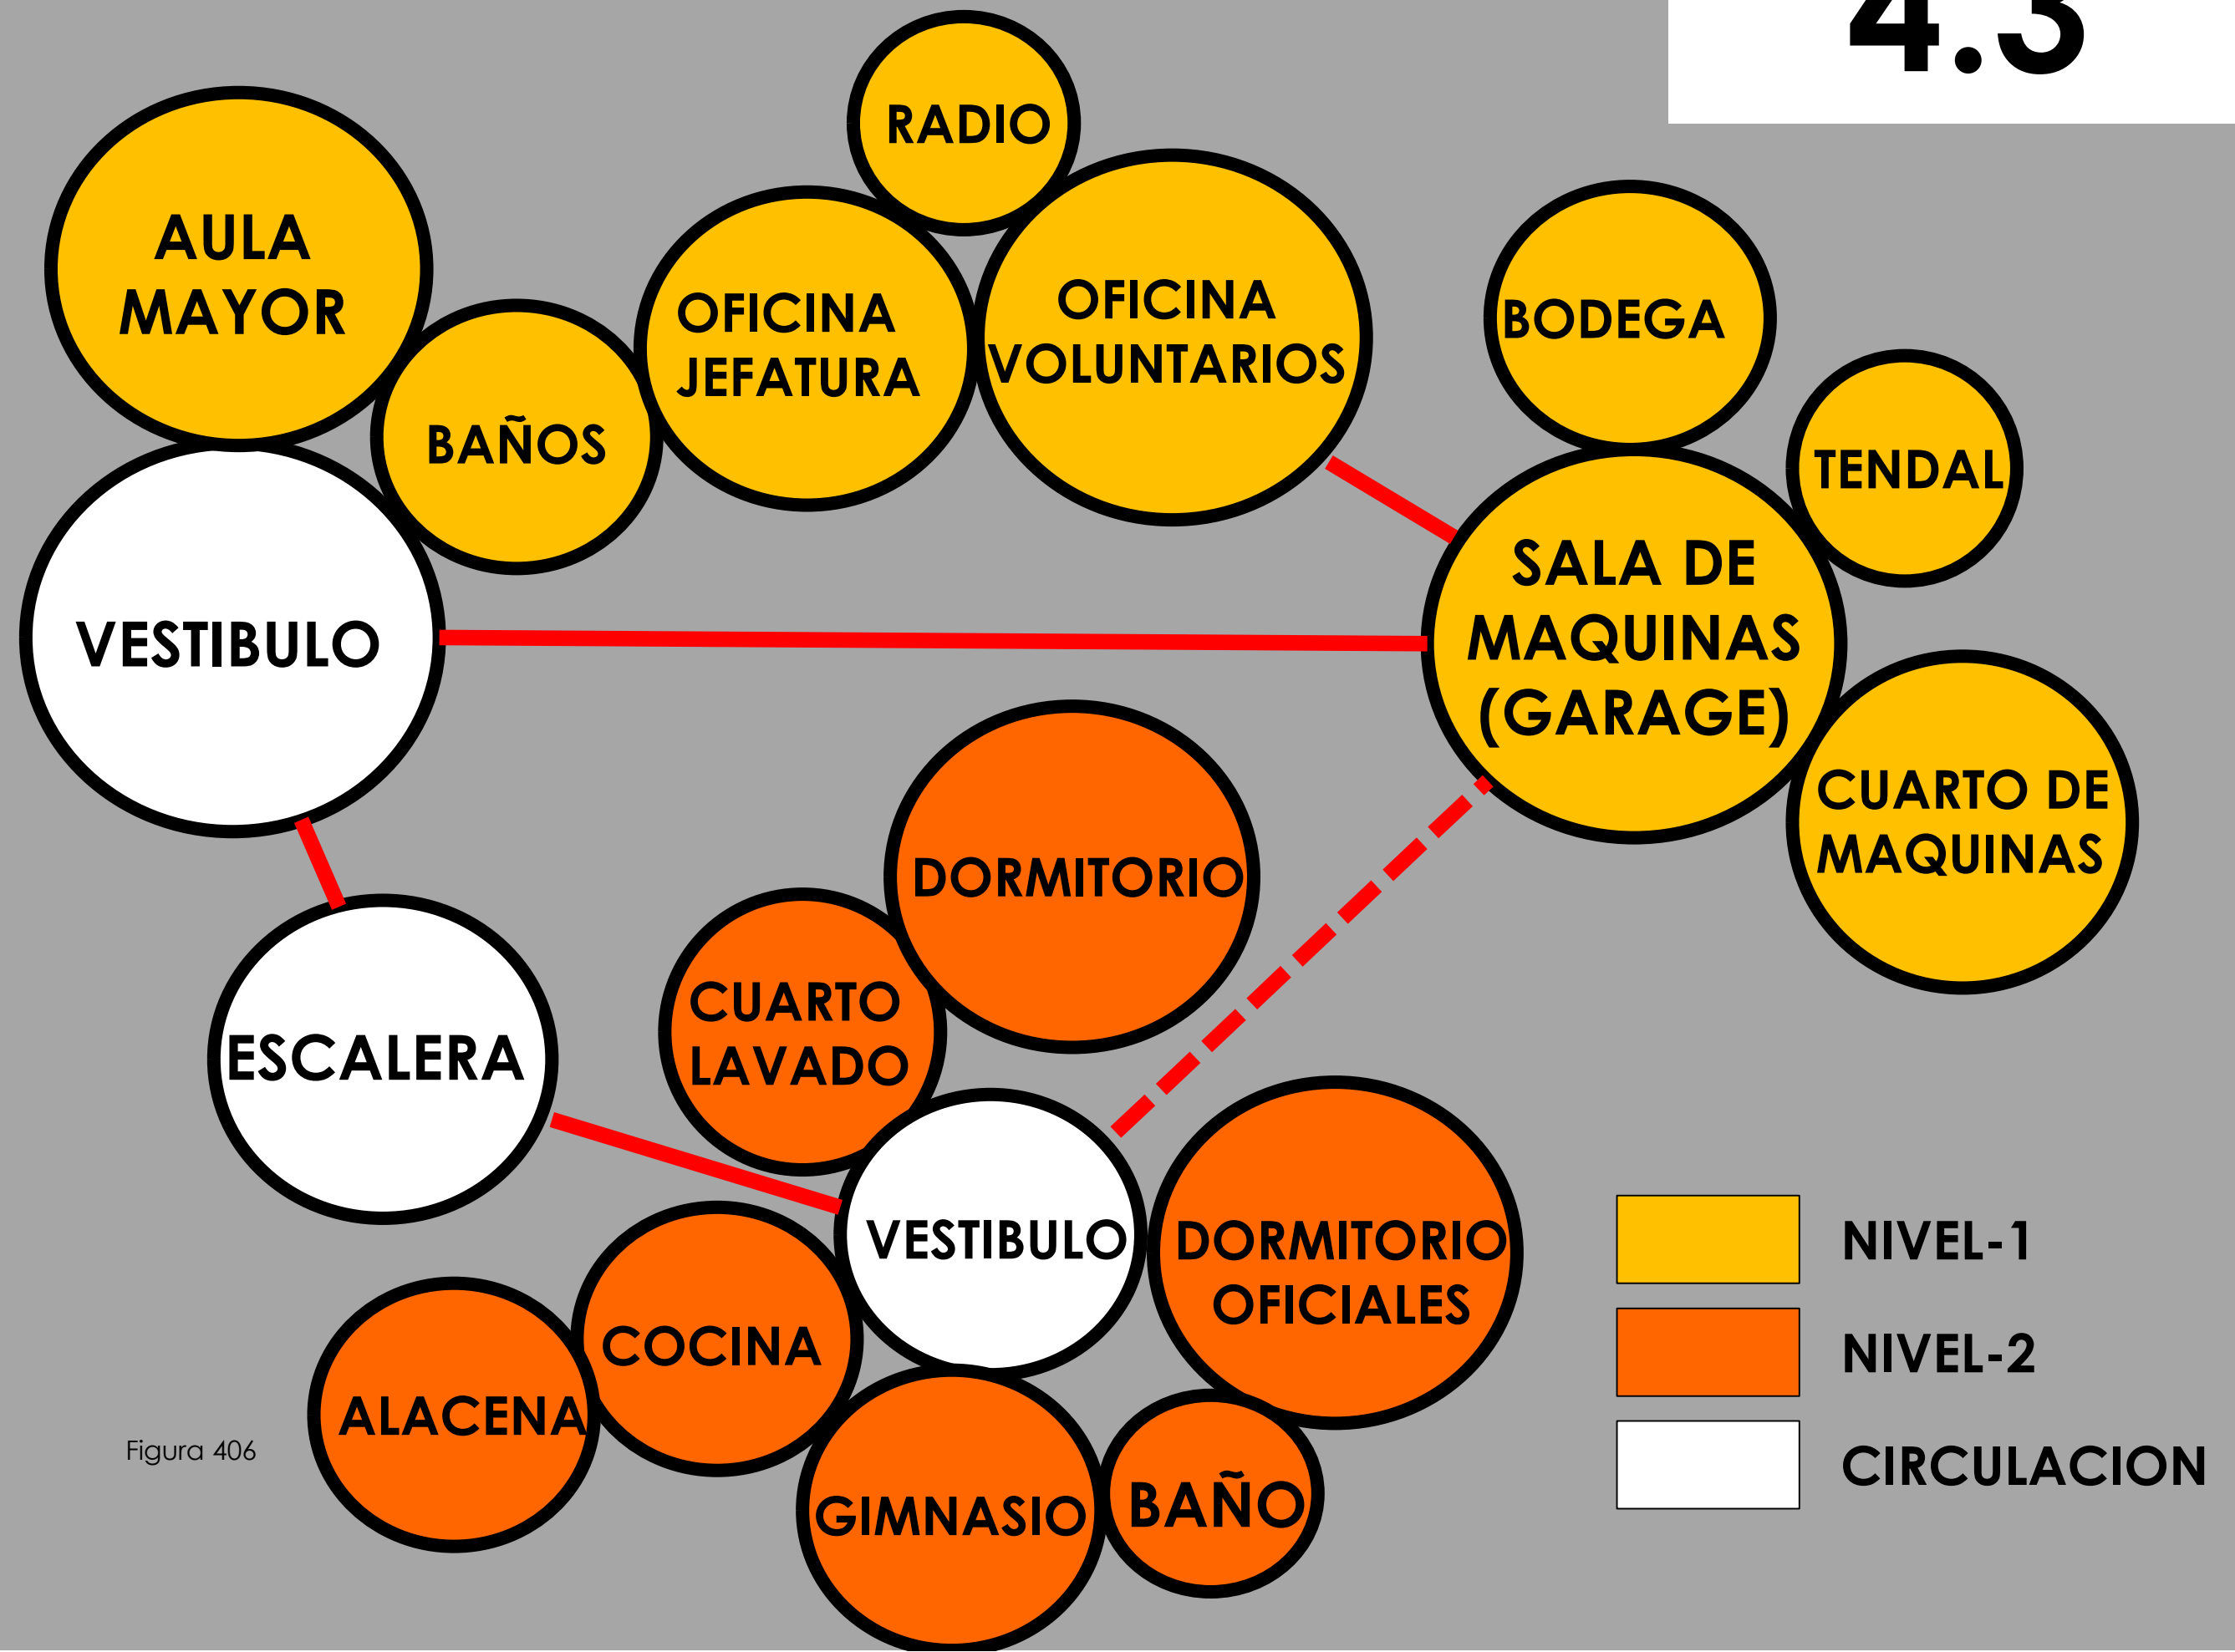 4.3
RADIO
AULA
MAYOR
OFICINA
JEFATURA
OFICINA
VOLUNTARIOS
BODEGA
BAÑOS
TENDAL
VESTIBULO
SALA DE
MAQUINAS
(GARAGE)
CUARTO DE
MAQUINAS
DORMITORIO
CUARTO
LAVADO
ESCALERA
VESTIBULO
DORMITORIO
OFICIALES
COCINA
ALACENA
GIMNASIO
BAÑO
NIVEL-1
NIVEL-2
CIRCULACION
Figura 406